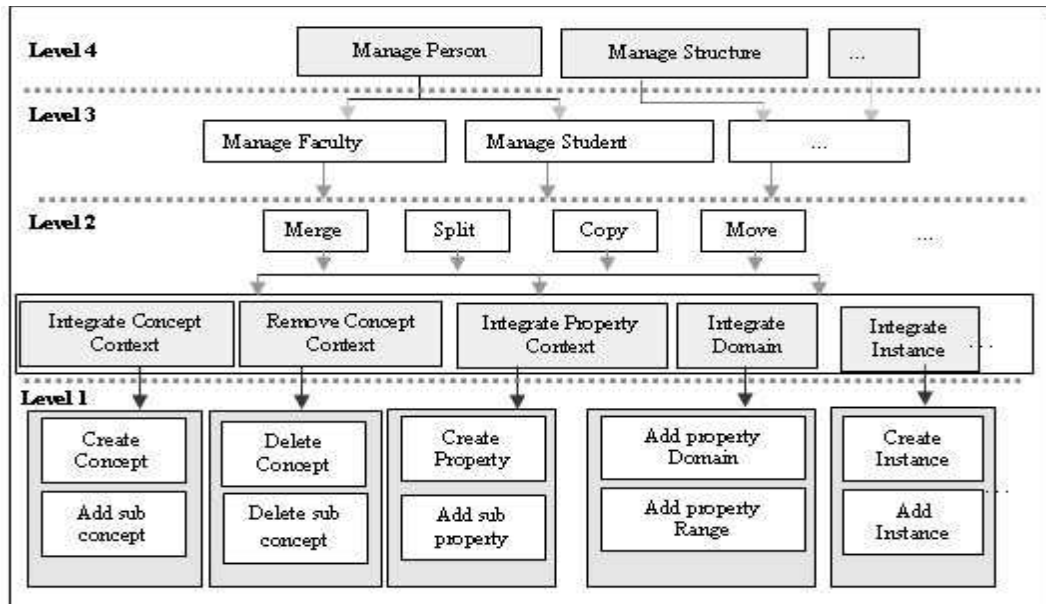 Level 4
Manage Person
Manage Structure
...
Level 3
Manage Faculty
Manage Student
...
Level 2
Merge
Split
Copy
Move
...
Integrate Concept
Context
Remove Concept
Context
Integrate Property
Context
Integrate
Domain
Integrate
Instance
...
Level 1
Create
Concept
Add sub
concept
Delete
Concept
Delete sub
concept
Create
Property
Add sub
property
Add property
Domain
Add property
Range
Create
Instance
Add
Instance
...